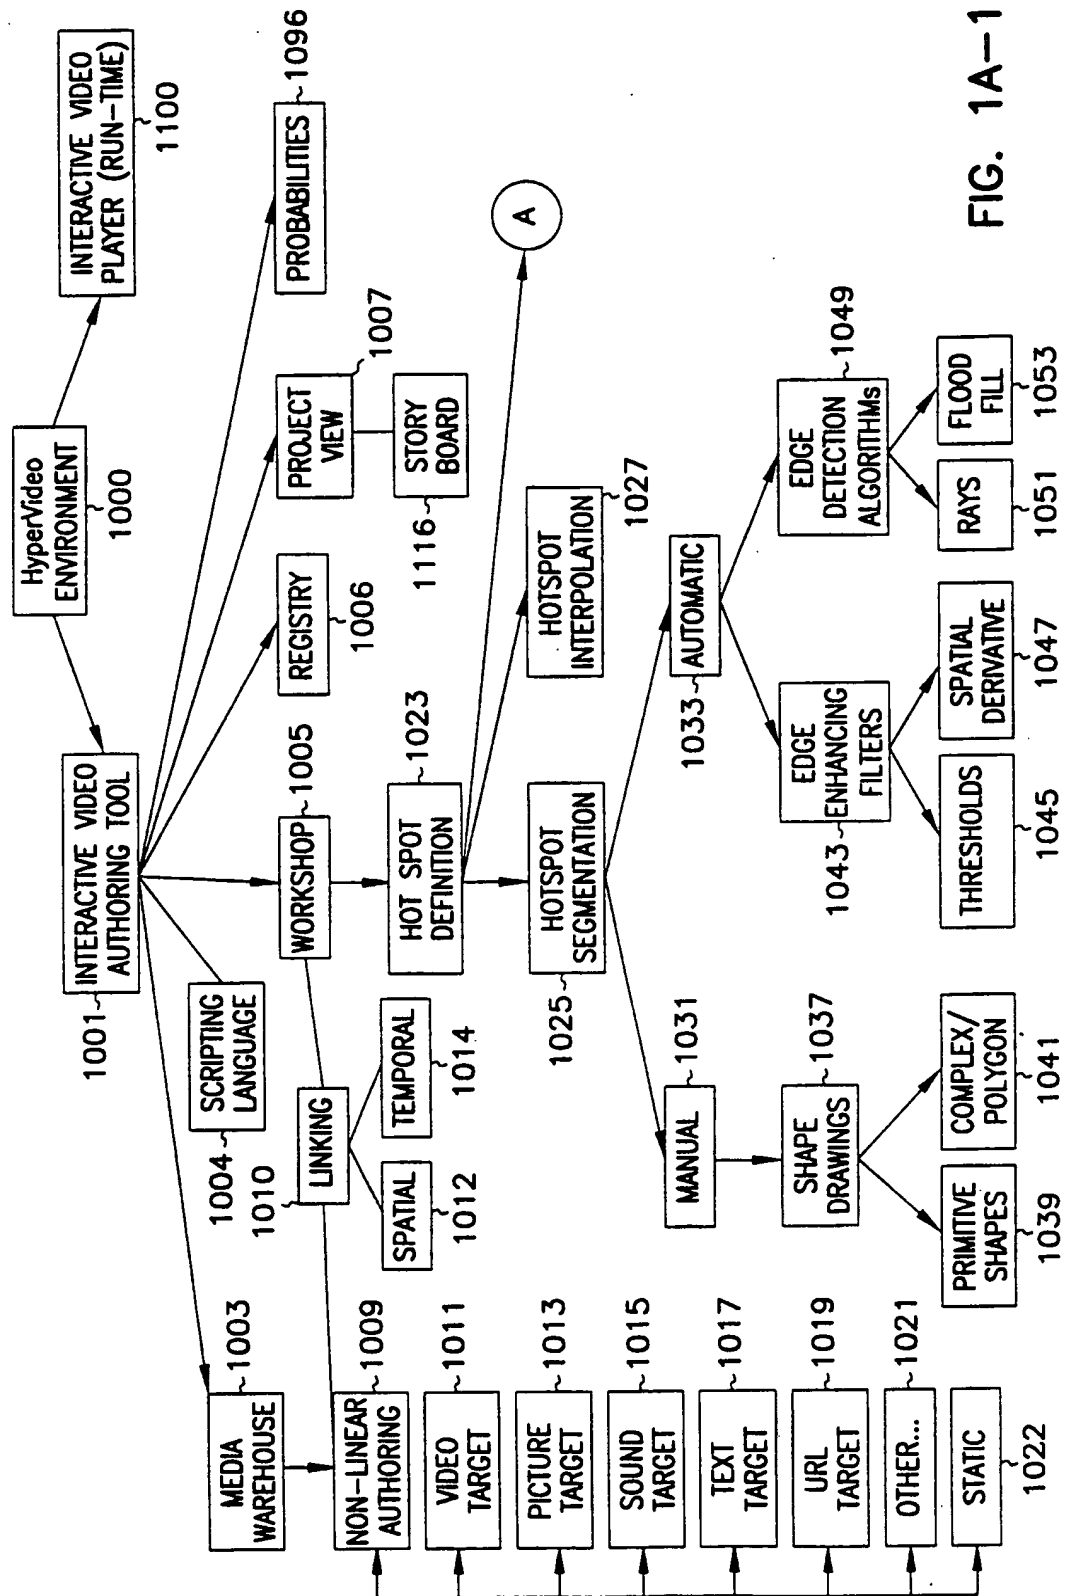 HyperVideo
ENVIRONMENT
1000
INTERACTIVE VIDEO
PLAYER (RUN-TIME)
1100
INTERACTIVE VIDEO
AUTHORING TOOL
1001
MEDIA
WAREHOUSE
1003
SCRIPTING
LANGUAGE
1004
WORKSHOP
1005
REGISTRY
1006
PROJECT
VIEW
1007
PROBABILITIES
1096
STORY
BOARD
1116
NON-LINEAR
AUTHORING
1009
LINKING
1010
SPATIAL
1012
TEMPORAL
1014
HOT SPOT
DEFINITION
1023
A
VIDEO
TARGET
1011
PICTURE
TARGET
1013
SOUND
TARGET
1015
TEXT
TARGET
1017
URL
TARGET
1019
OTHER...
1021
STATIC
1022
HOTSPOT
SEGMENTATION
1025
HOTSPOT
INTERPOLATION
1027
MANUAL
1031
AUTOMATIC
1033
SHAPE
DRAWINGS
1037
PRIMITIVE
SHAPES
1039
COMPLEX/
POLYGON
1041
EDGE
ENHANCING
FILTERS
1043
THRESHOLDS
1045
SPATIAL
DERIVATIVE
1047
EDGE
DETECTION
ALGORITHMs
1049
RAYS
1051
FLOOD
FILL
1053
FIG. 1A-1